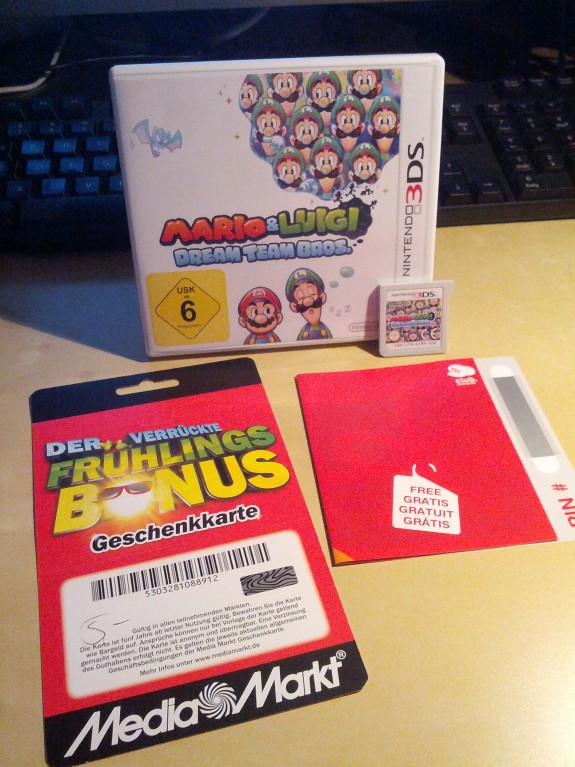 MARIO & LUIGI
DREAM TEAM BROS.
NINTENDO 3DS
USK
ab
6
freigegeben
zzz
NINTENDO 3DS
club
PIN #
FREE
GRATIS
GRATUIT
GRÁTIS
DER VERRÜCKTE
FRÜHLINGS
BONUS
Geschenkkarte
5303281088912
5-
Gültig in allen teilnehmenden Märkten.
Die Karte ist fünf Jahre ab letzter Nutzung gültig. Bewahren Sie die Karte
wie Bargeld auf. Ansprüche können nur bei Vorlage der Karte geltend
gemacht werden. Die Karte ist anonym und übertragbar. Eine Verzinsung
des Guthabens erfolgt nicht. Es gelten die jeweils aktuellen allgemeinen
Geschäftsbedingungen der Media Markt Geschenkkarte.
Mehr Infos unter www.mediamarkt.de
Media Markt®